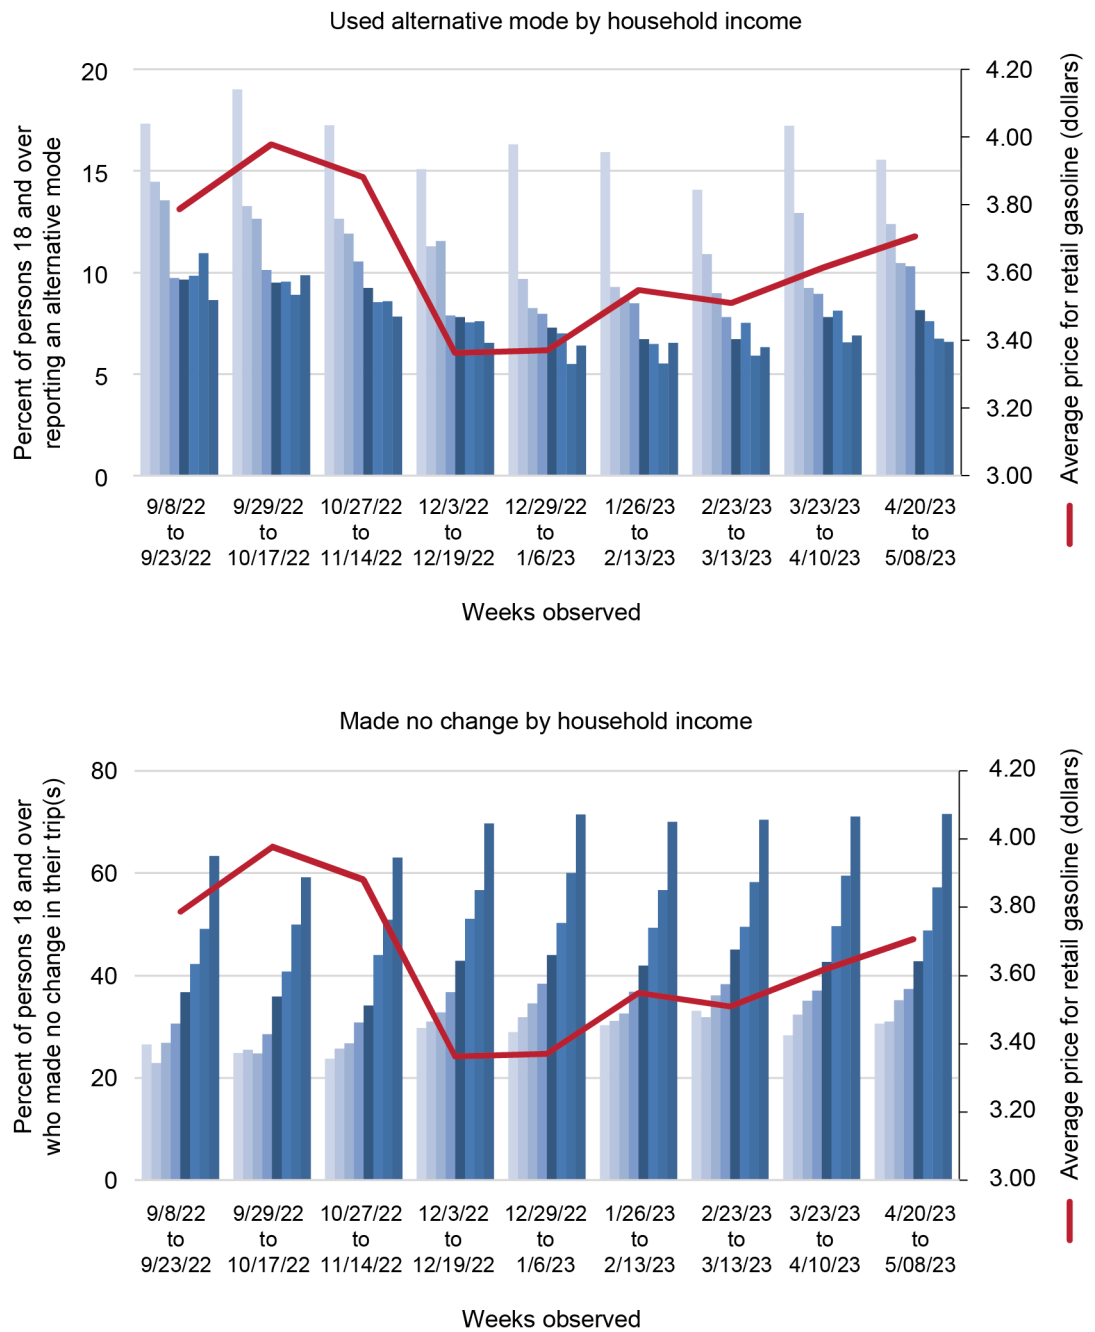 Used alternative mode by household income
Percent of persons 18 and over
reporting an alternative mode
20
15
10
5
0
4.20
4.00
3.80
3.60
3.40
3.20
3.00
Average price for retail gasoline (dollars)
9/8/22
to
9/23/22
9/29/22
to
10/17/22
10/27/22
to
11/14/22
12/3/22
to
12/19/22
12/29/22
to
1/6/23
1/26/23
to
2/13/23
2/23/23
to
3/13/23
3/23/23
to
4/10/23
4/20/23
to
5/08/23
Weeks observed
Made no change by household income
Percent of persons 18 and over
who made no change in their trip(s)
80
60
40
20
0
4.20
4.00
3.80
3.60
3.40
3.20
3.00
Average price for retail gasoline (dollars)
9/8/22
to
9/23/22
9/29/22
to
10/17/22
10/27/22
to
11/14/22
12/3/22
to
12/19/22
12/29/22
to
1/6/23
1/26/23
to
2/13/23
2/23/23
to
3/13/23
3/23/23
to
4/10/23
4/20/23
to
5/08/23
Weeks observed